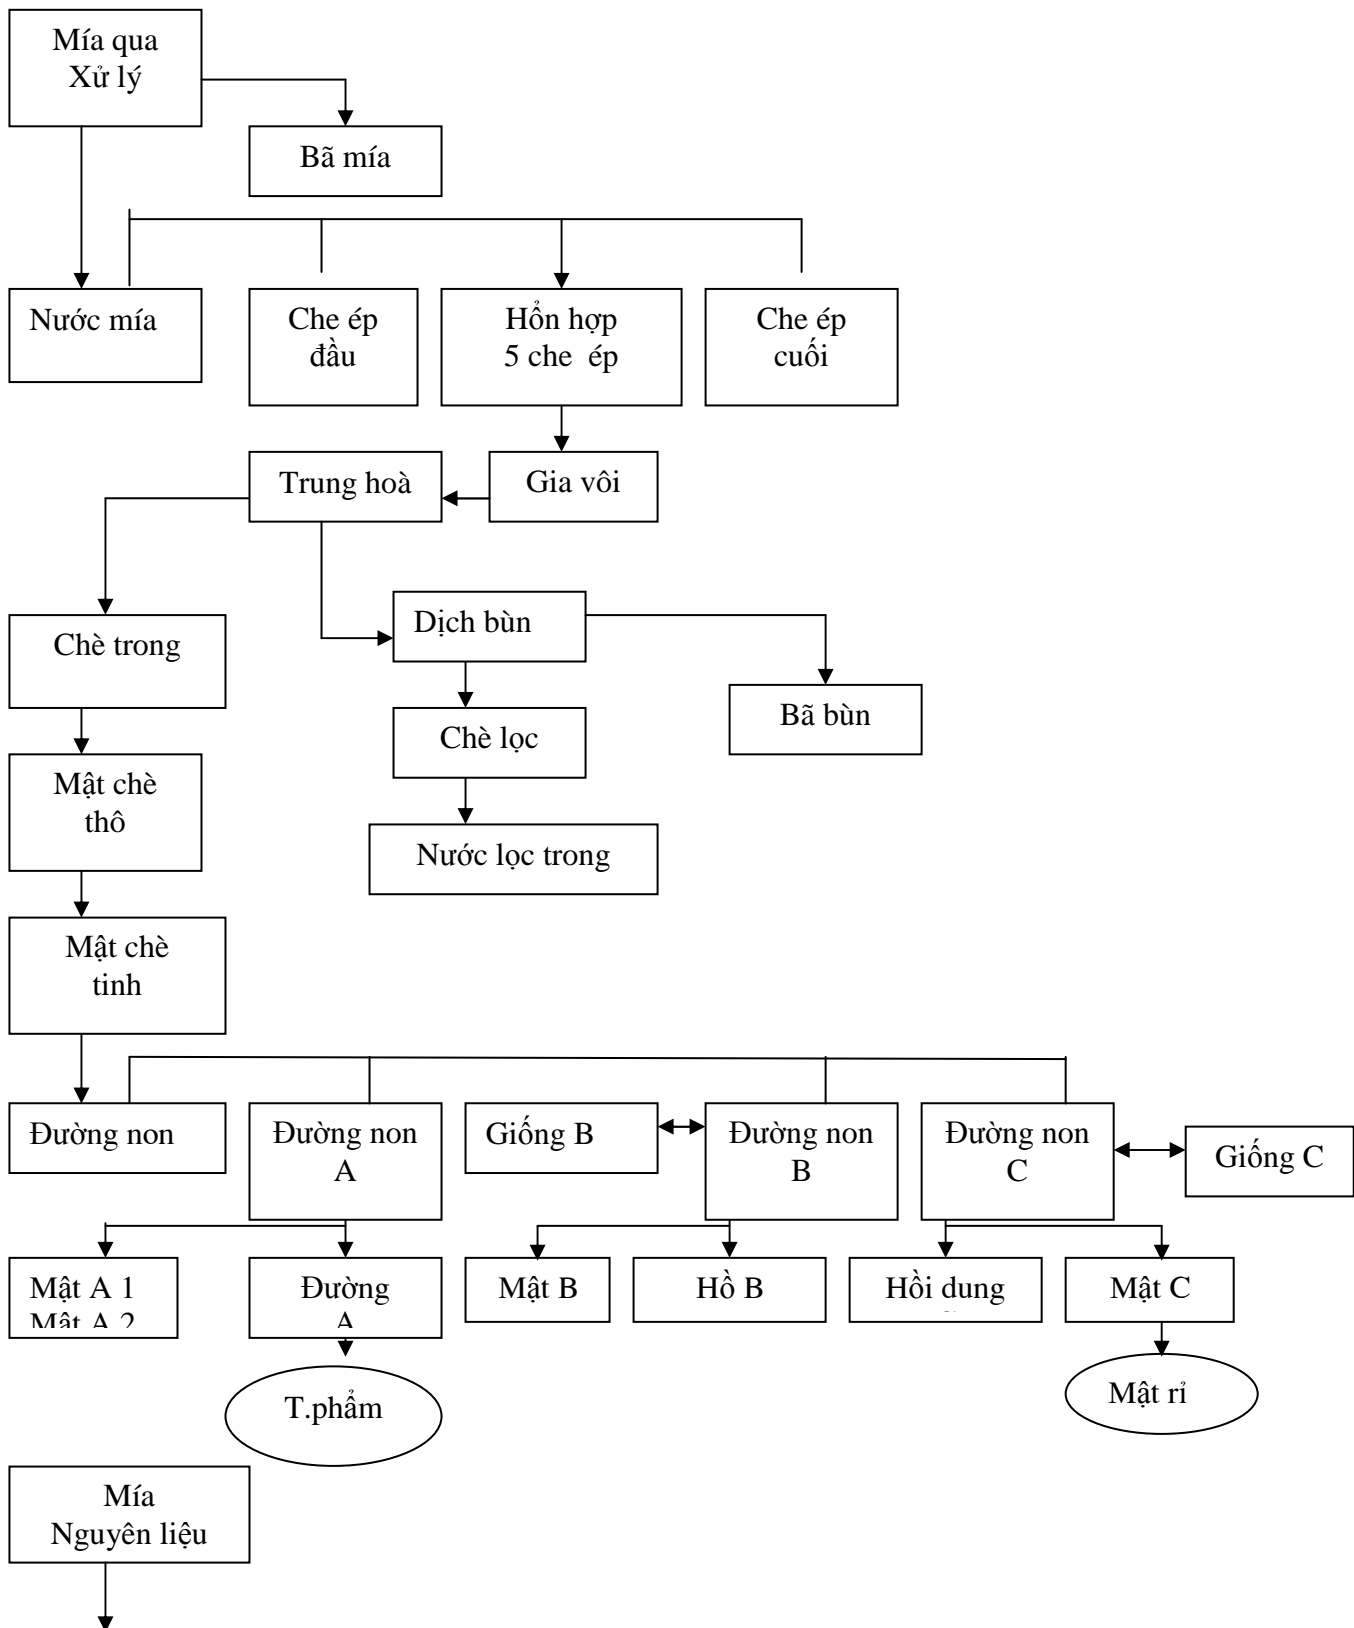 Mía qua
Xử lý
Bã mía
Nước mía
Che ép
đầu
Hổn hợp
5 che ép
Che ép
cuối
Trung hoà
Gia vôi
Chè trong
Dịch bùn
Bã bùn
Chè lọc
Mật chè
thô
Nước lọc trong
Mật chè
tinh
Đường non
Đường non
A
Giống B
Đường non
B
Đường non
C
Giống C
Mật A 1
Mật A 2
Đường
A
Mật B
Hồ B
Hồi dung
Mật C
T.phẩm
Mật rỉ
Mía
Nguyên liệu